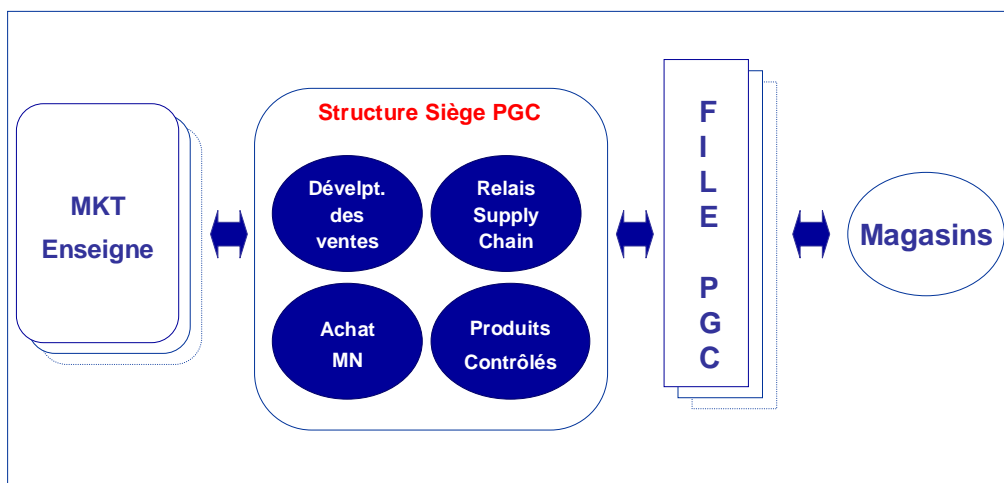 MKT
Enseigne
Structure Siège PGC
Dévelpt.
des
ventes
Relais
Supply
Chain
Achat
MN
Produits
Contrôlés
F
I
L
E
P
G
C
Magasins